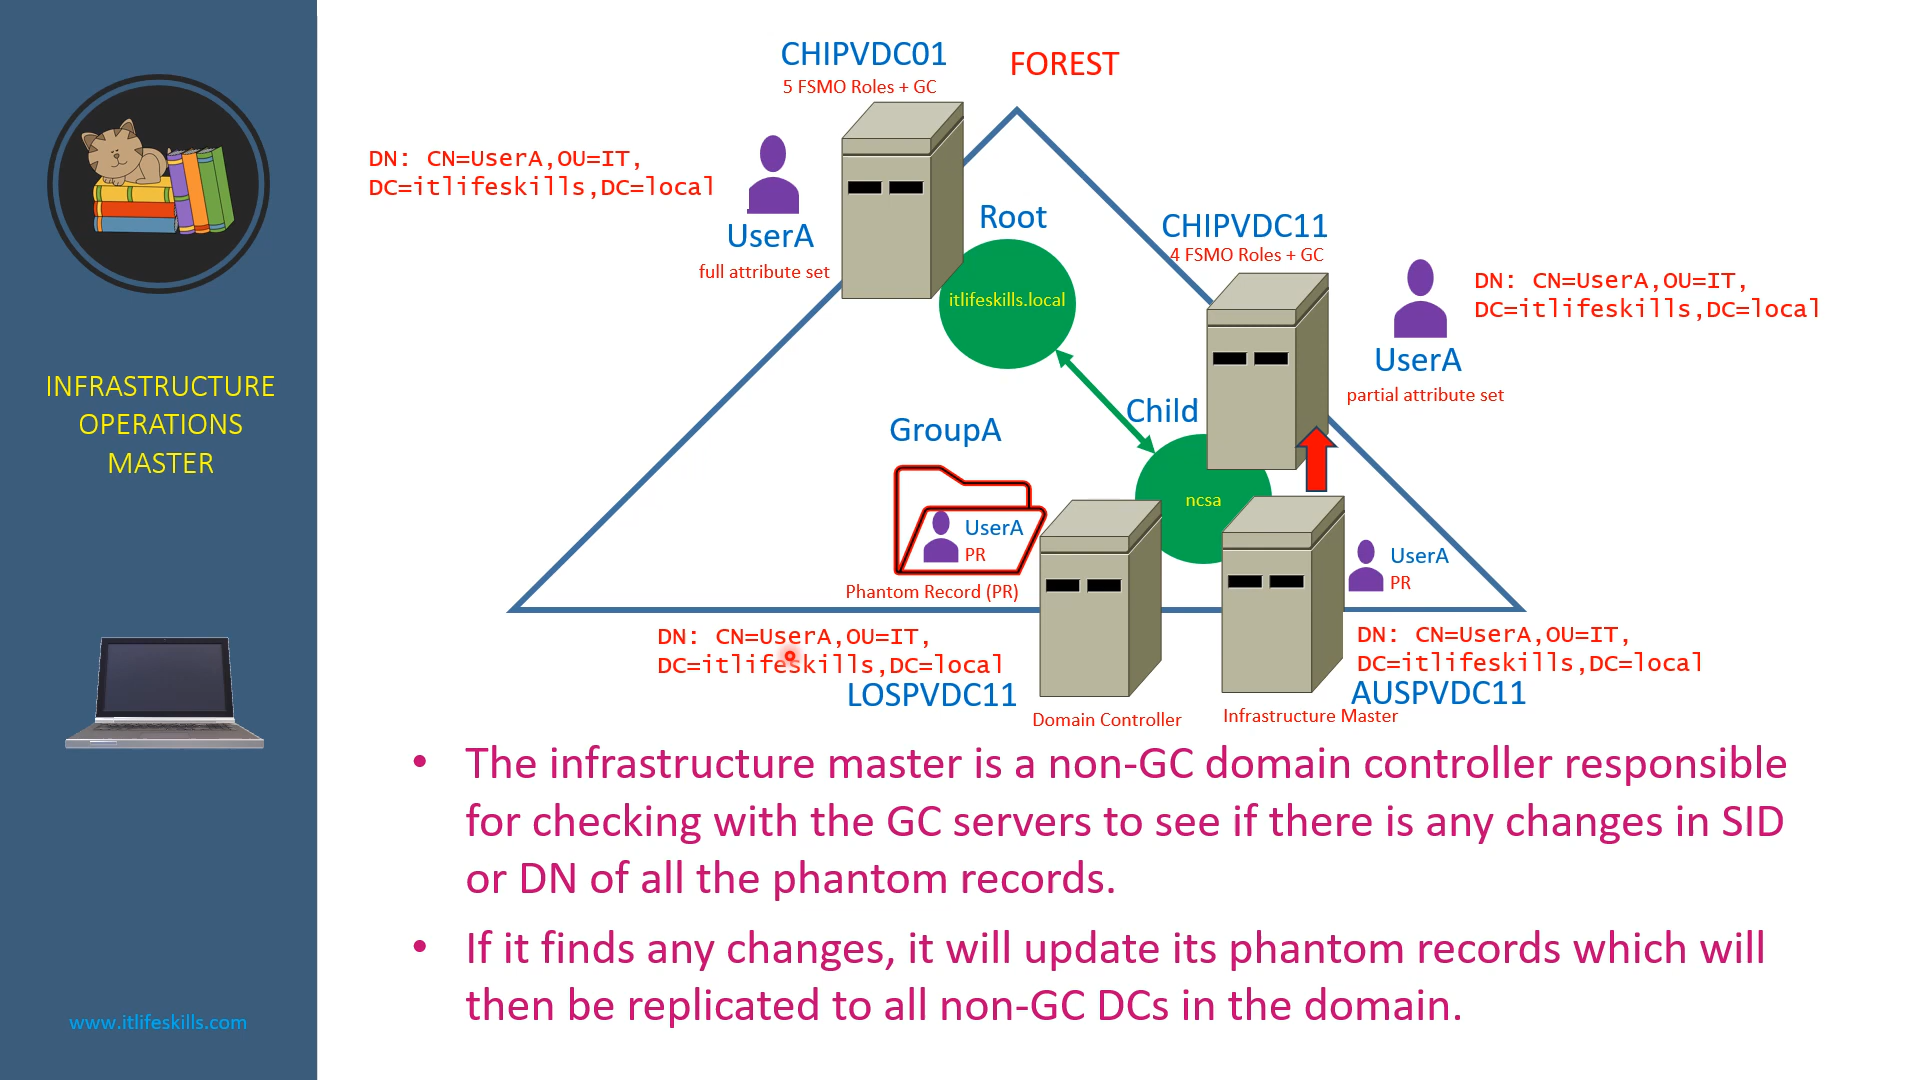 INFRASTRUCTURE
OPERATIONS
MASTER
www.itlifeskills.com
CHIPVDC01
5 FSMO Roles + GC
FOREST
DN: CN=UserA,OU=IT,
DC=itlifeskills,DC=local
UserA
full attribute set
Root
itlifeskills.local
CHIPVDC11
4 FSMO Roles + GC
DN: CN=UserA,OU=IT,
DC=itlifeskills,DC=local
UserA
partial attribute set
Child
ncsa
GroupA
UserA
PR
Phantom Record (PR)
DN: CN=UserA,OU=IT,
DC=itlifeskills,DC=local
LOSPVDC11
Domain Controller
UserA
PR
DN: CN=UserA,OU=IT,
DC=itlifeskills,DC=local
AUSPVDC11
Infrastructure Master
• The infrastructure master is a non-GC domain controller responsible
for checking with the GC servers to see if there is any changes in SID
or DN of all the phantom records.
• If it finds any changes, it will update its phantom records which will
then be replicated to all non-GC DCs in the domain.